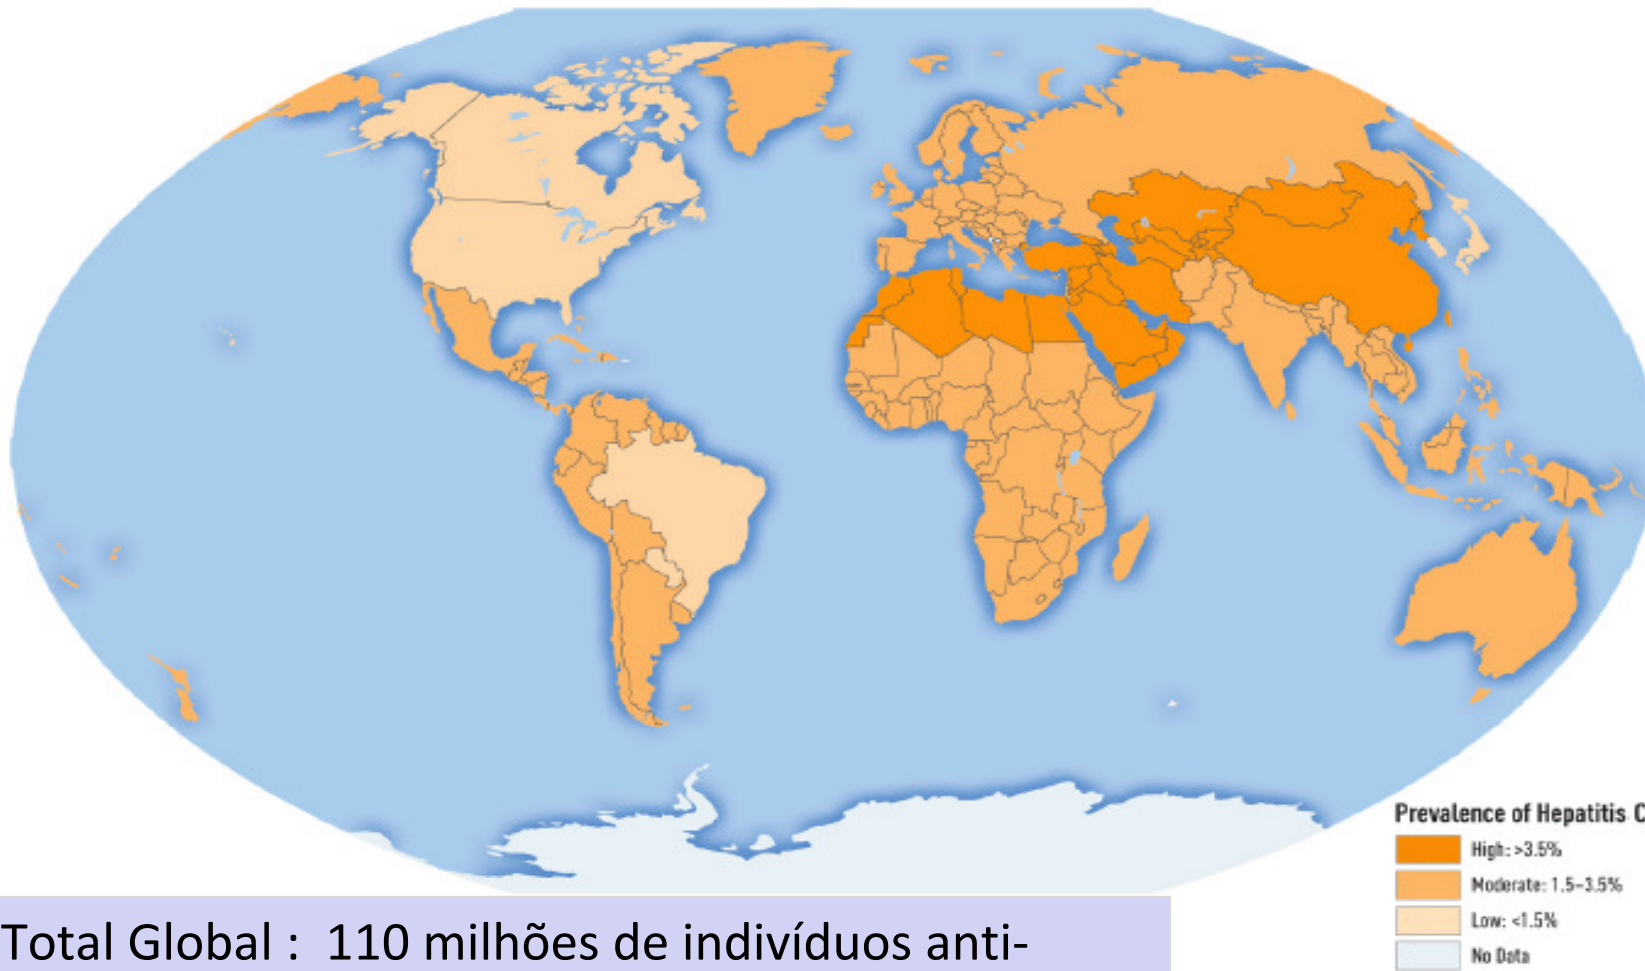 Prevalence of Hepatitis C
High: >3.5%
Moderate: 1.5–3.5%
Low: <1.5%
No Data
Total Global : 110 milhões de indivíduos anti-